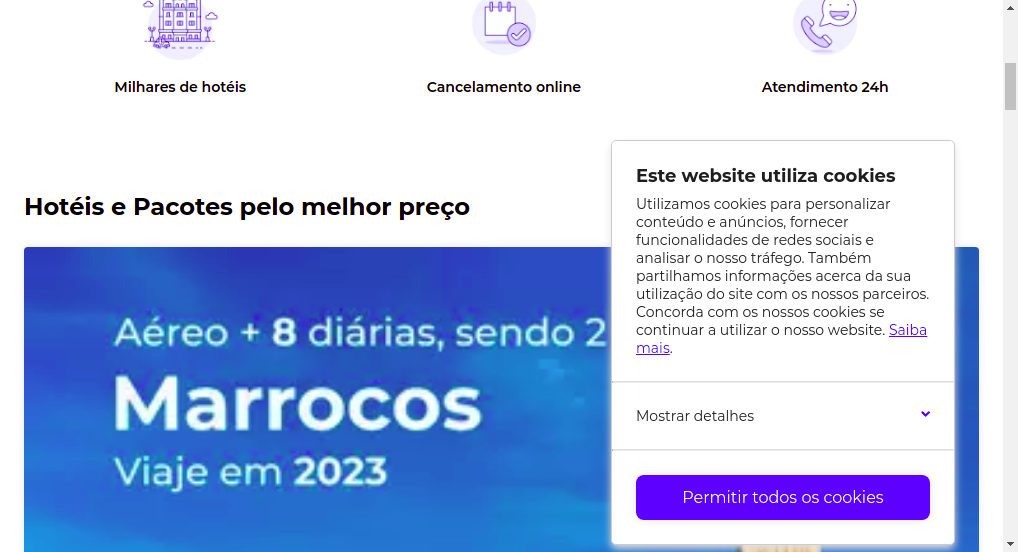 Milhares de hotéis
Cancelamento online
Atendimento 24h
Hotéis e Pacotes pelo melhor preço
Aéreo + 8 diárias, sendo 2
Marrocos
Viaje em 2023
Este website utiliza cookies
Utilizamos cookies para personalizar
conteúdo e anúncios, fornecer
funcionalidades de redes sociais e
analisar o nosso tráfego. Também
partilhamos informações acerca da sua
utilização do site com os nossos parceiros.
Concorda com os nossos cookies se
continuar a utilizar o nosso website. Saiba
mais.
Mostrar detalhes
Permitir todos os cookies